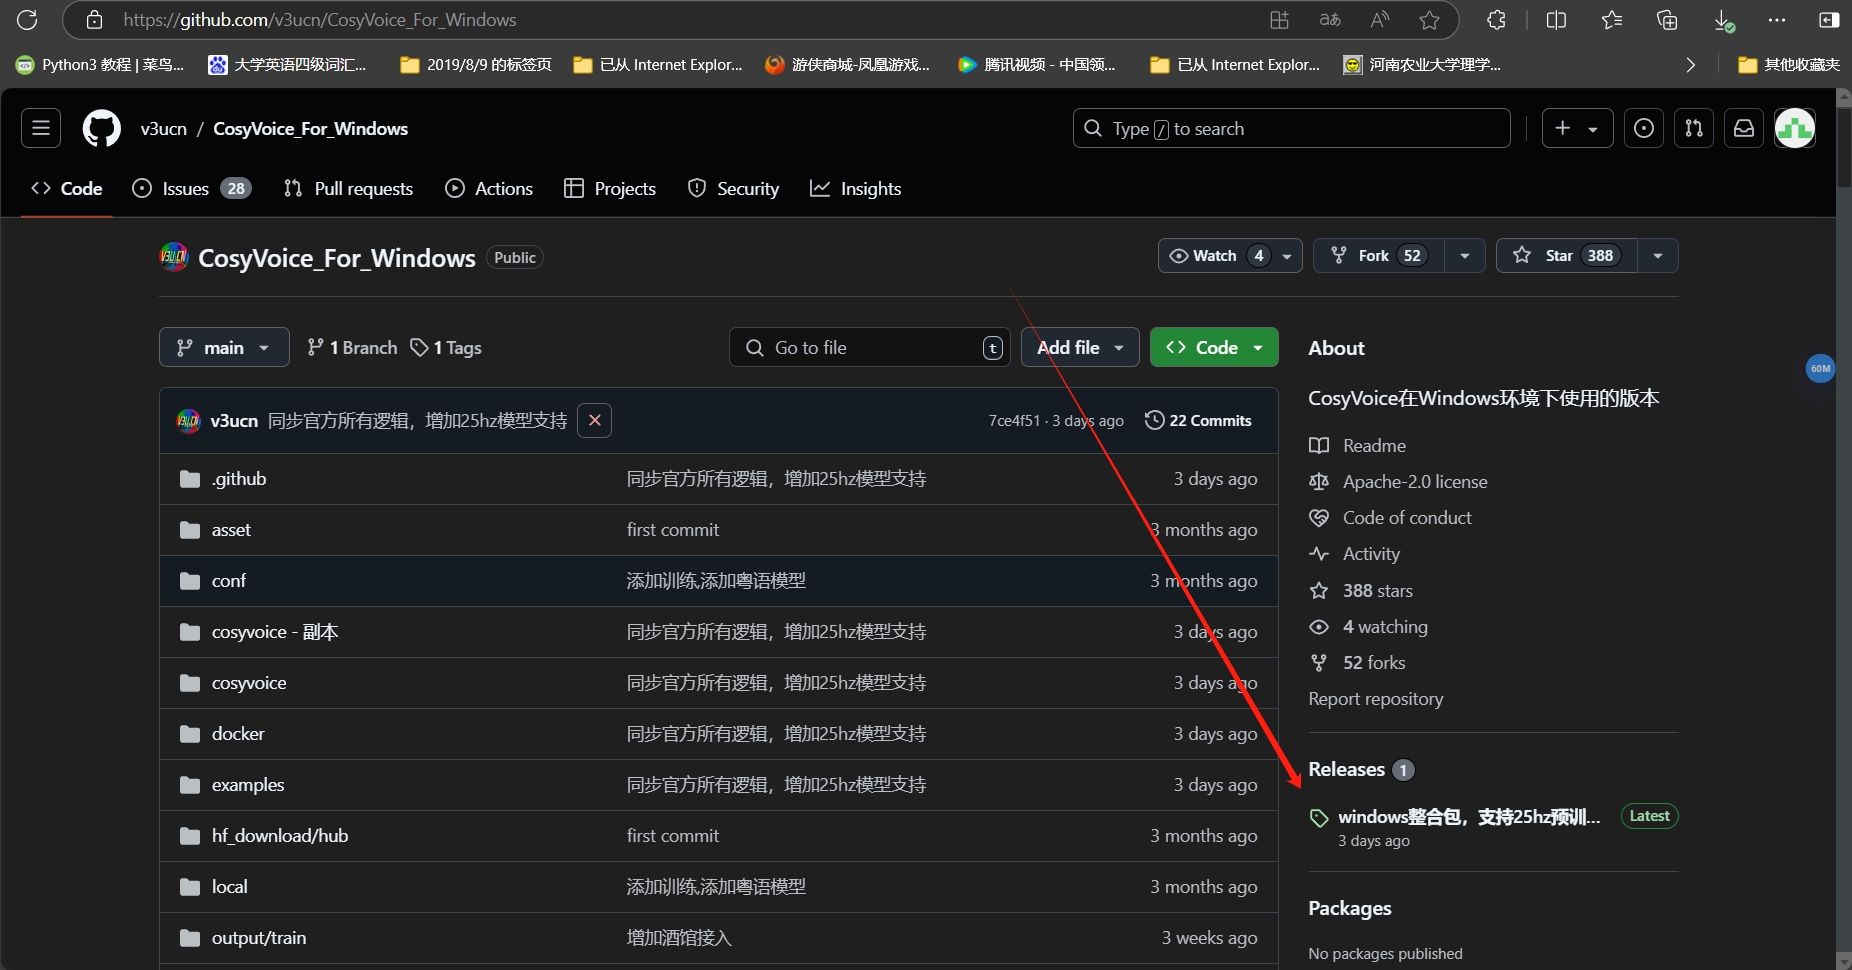 https://github.com/v3ucn/CosyVoice_For_Windows
Python3 教程 | 菜鸟... 大学英语四级词汇... 2019/8/9 的标签页 已从 Internet Explor... 游侠商城-凤凰游戏... 腾讯视频 - 中国领... 已从 Internet Explor... 河南农业大学理学... 其他收藏夹
v3ucn / CosyVoice_For_Windows
Type / to search
Code Issues 28 Pull requests Actions Projects Security Insights
CosyVoice_For_Windows Public
Watch 4 Fork 52 Star 388
main 1 Branch 1 Tags Go to file t Add file Code
v3ucn 同步官方所有逻辑，增加25hz模型支持 7ce4f51 · 3 days ago 22 Commits
.github 同步官方所有逻辑，增加25hz模型支持 3 days ago
asset first commit 3 months ago
conf 添加训练,添加粤语模型 3 months ago
cosyvoice - 副本 同步官方所有逻辑，增加25hz模型支持 3 days ago
cosyvoice 同步官方所有逻辑，增加25hz模型支持 3 days ago
docker 同步官方所有逻辑，增加25hz模型支持 3 days ago
examples 同步官方所有逻辑，增加25hz模型支持 3 days ago
hf_download/hub first commit 3 months ago
local 添加训练,添加粤语模型 3 months ago
output/train 增加酒馆接入 3 weeks ago
About
CosyVoice在Windows环境下使用的版本
Readme
Apache-2.0 license
Code of conduct
Activity
388 stars
4 watching
52 forks
Report repository
Releases 1
windows整合包，支持25hz预训... Latest
3 days ago
Packages
No packages published
60M